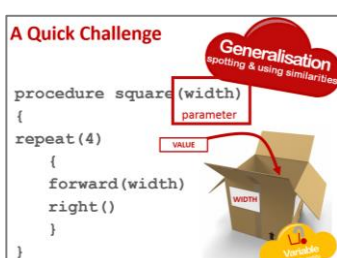 A Quick Challenge
Generalisation
spotting & using similarities
procedure square(width)
parameter
{
repeat(4)
VALUE
{
forward(width)
WIDTH
right()
}
Variable
}